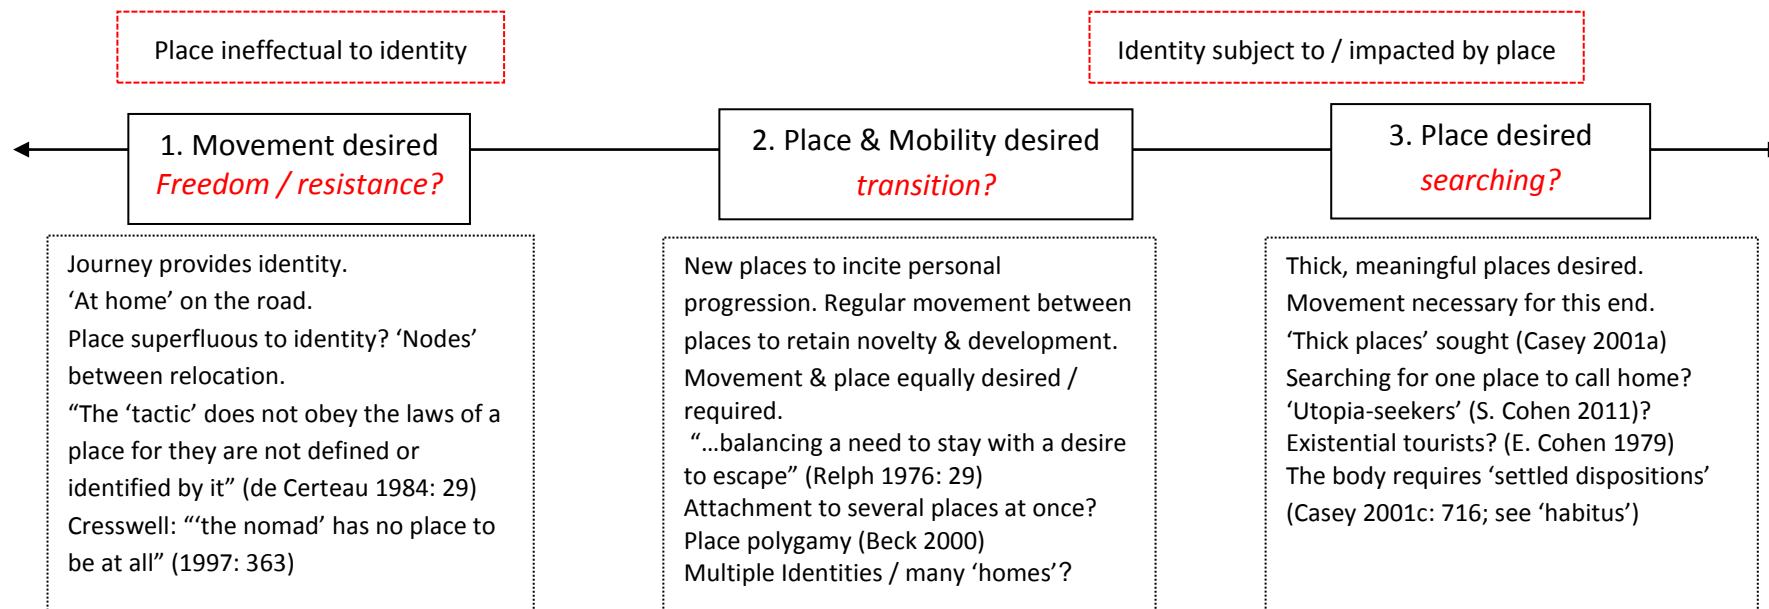 Place ineffectual to identity
Identity subject to / impacted by place
1. Movement desired
Freedom / resistance?
2. Place & Mobility desired
transition?
3. Place desired
searching?
Journey provides identity.
‘At home’ on the road.
Place superfluous to identity? ‘Nodes’
between relocation.
“The ‘tactic’ does not obey the laws of a
place for they are not defined or
identified by it” (de Certeau 1984: 29)
Cresswell: “‘the nomad’ has no place to
be at all” (1997: 363)
New places to incite personal
progression. Regular movement between
places to retain novelty & development.
Movement & place equally desired /
required.
“…balancing a need to stay with a desire
to escape” (Relph 1976: 29)
Attachment to several places at once?
Place polygamy (Beck 2000)
Multiple Identities / many ‘homes’?
Thick, meaningful places desired.
Movement necessary for this end.
‘Thick places’ sought (Casey 2001a)
Searching for one place to call home?
‘Utopia-seekers’ (S. Cohen 2011)?
Existential tourists? (E. Cohen 1979)
The body requires ‘settled dispositions’
(Casey 2001c: 716; see ‘habitus’)